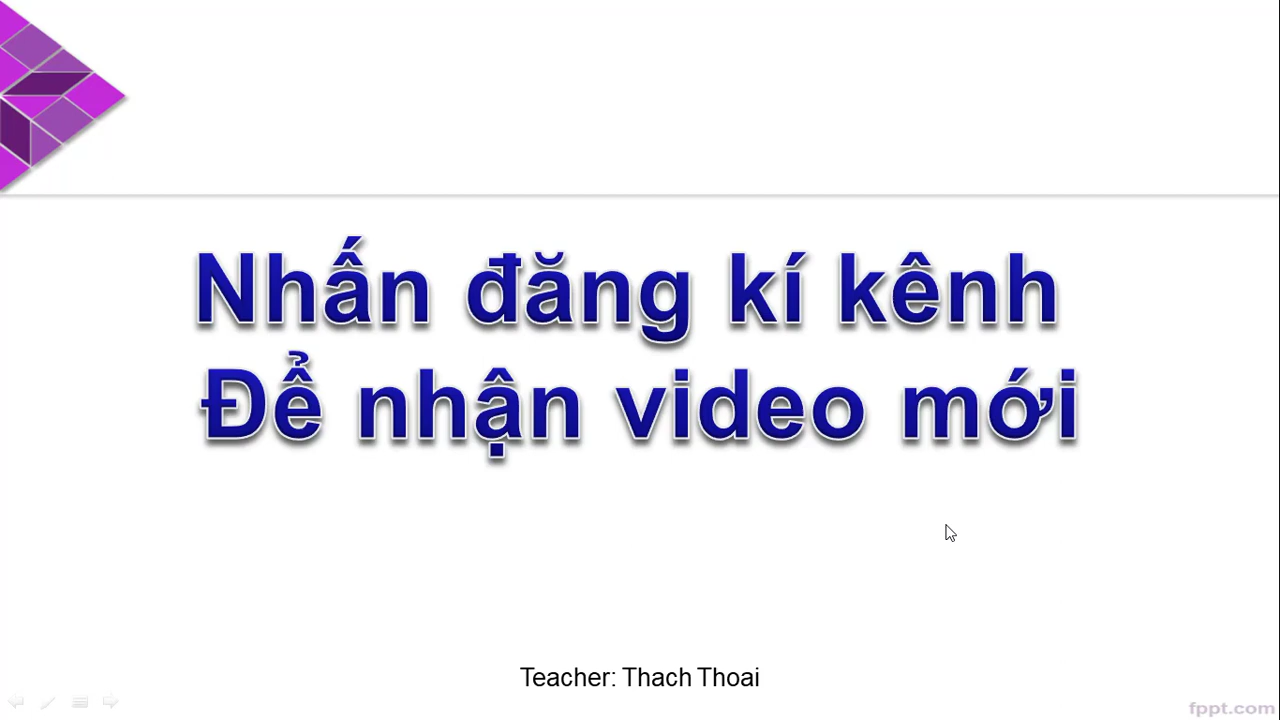 Nhấn đăng kí kênh
Để nhận video mới
Teacher: Thach Thoai
fppt.com